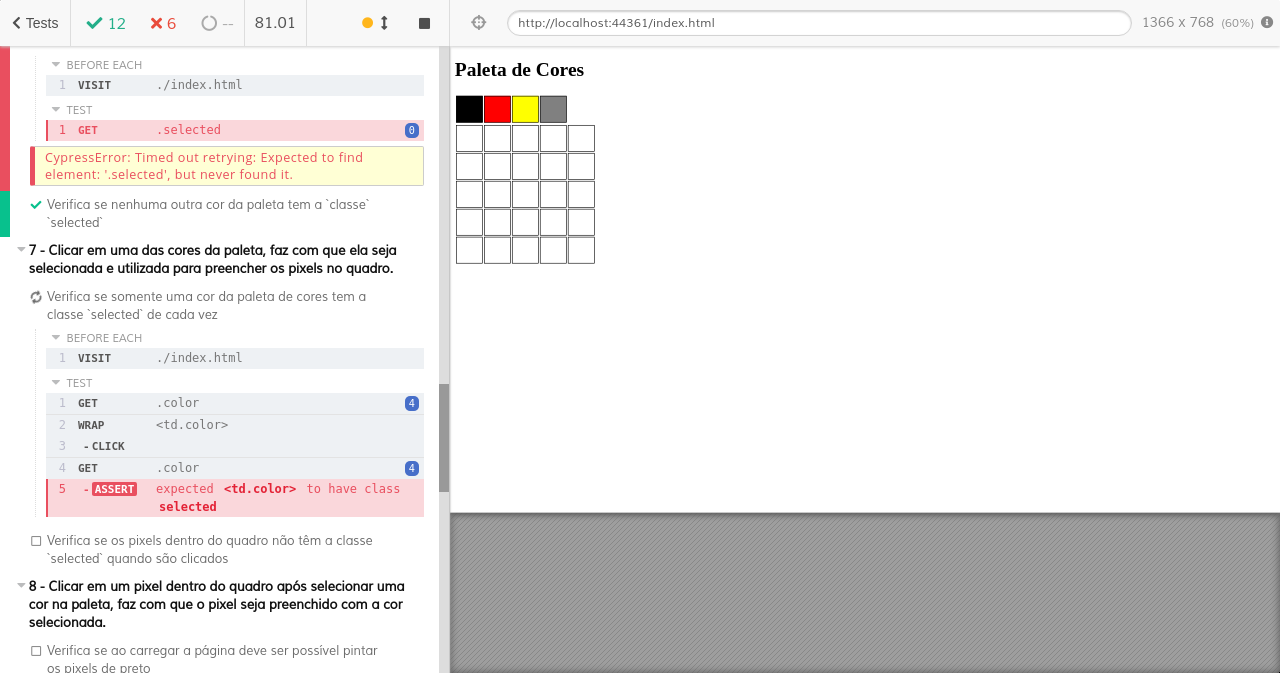 Tests 12 6 -- 81.01
http://localhost:44361/index.html 1366 x 768 (60%)
BEFORE EACH
1 VISIT ./index.html
TEST
1 GET .selected 0
CypressError: Timed out retrying: Expected to find
element: '.selected', but never found it.
Verifica se nenhuma outra cor da paleta tem a `classe`
`selected`
7 - Clicar em uma das cores da paleta, faz com que ela seja
selecionada e utilizada para preencher os pixels no quadro.
Verifica se somente uma cor da paleta de cores tem a
classe `selected` de cada vez
BEFORE EACH
1 VISIT ./index.html
TEST
1 GET .color 4
2 WRAP <td.color>
3 - CLICK
4 GET .color 4
5 - ASSERT expected <td.color> to have class
selected
Verifica se os pixels dentro do quadro não têm a classe
`selected` quando são clicados
8 - Clicar em um pixel dentro do quadro após selecionar uma
cor na paleta, faz com que o pixel seja preenchido com a cor
selecionada.
Verifica se ao carregar a página deve ser possível pintar
os pixels de preto
Paleta de Cores